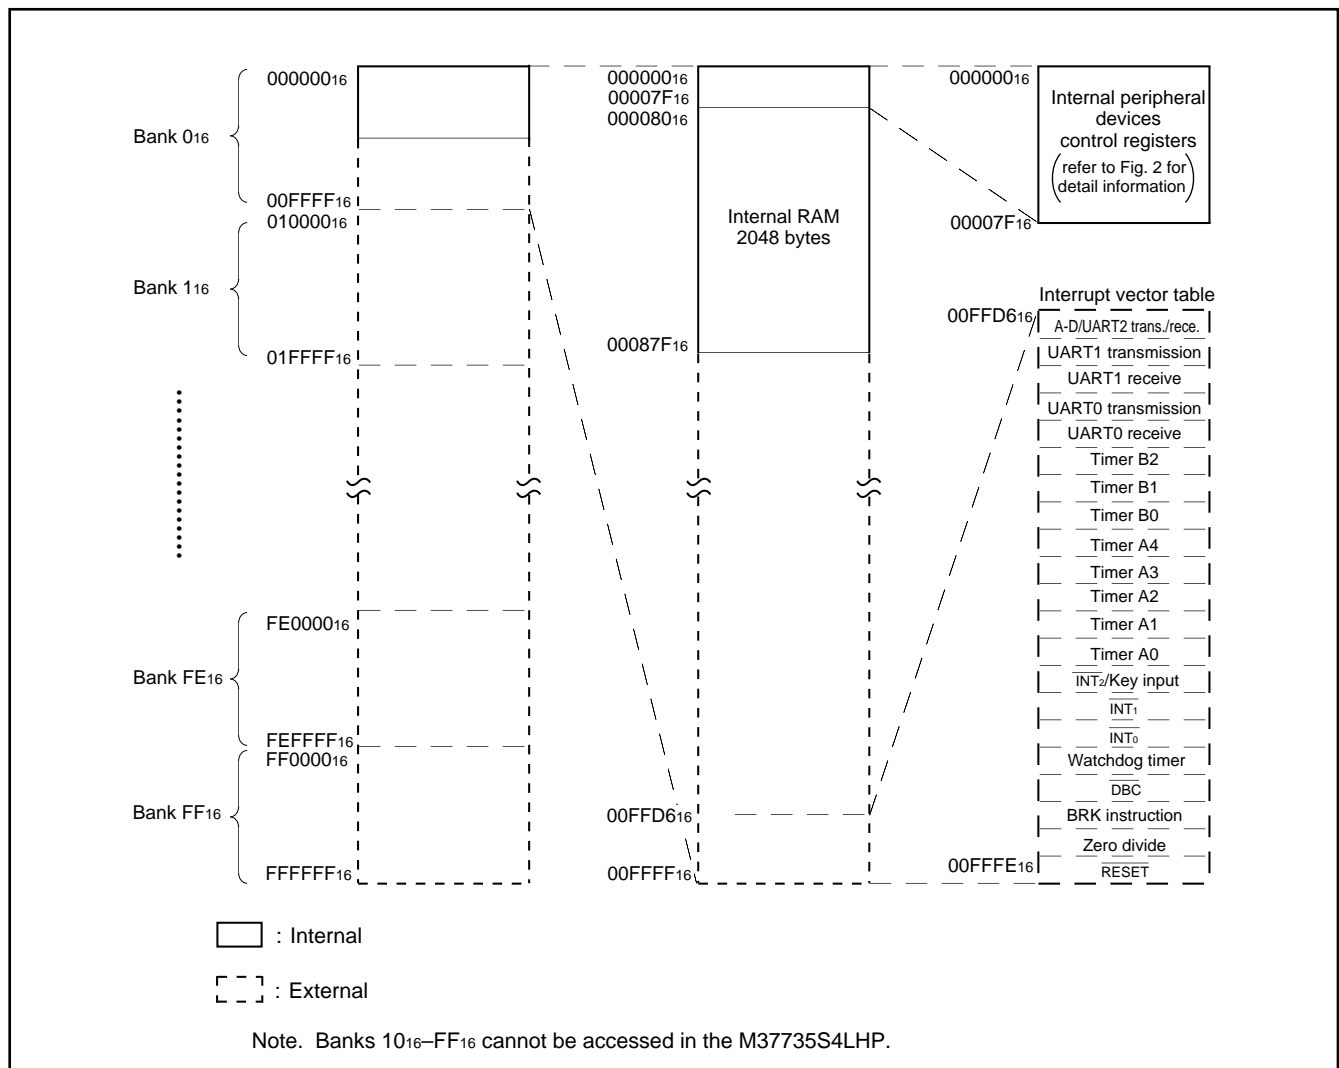 000000₁₆
Bank 0₁₆
00FFFF₁₆
010000₁₆
Bank 1₁₆
01FFFF₁₆
FE0000₁₆
Bank FE₁₆
FEFFFF₁₆
FF0000₁₆
Bank FF₁₆
FFFFFF₁₆
000000₁₆
00007F₁₆
000080₁₆
Internal RAM
2048 bytes
00087F₁₆
00FFD6₁₆
00FFFF₁₆
000000₁₆
Internal peripheral
devices
control registers
(refer to Fig. 2 for
detail information)
00007F₁₆
Interrupt vector table
00FFD6₁₆
A-D/UART2 trans./rece.
UART1 transmission
UART1 receive
UART0 transmission
UART0 receive
Timer B2
Timer B1
Timer B0
Timer A4
Timer A3
Timer A2
Timer A1
Timer A0
INT₂/Key input
INT₁
INT₀
Watchdog timer
DBC
BRK instruction
Zero divide
00FFFE₁₆
RESET
: Internal
: External
Note. Banks 10₁₆–FF₁₆ cannot be accessed in the M37735S4LHP.